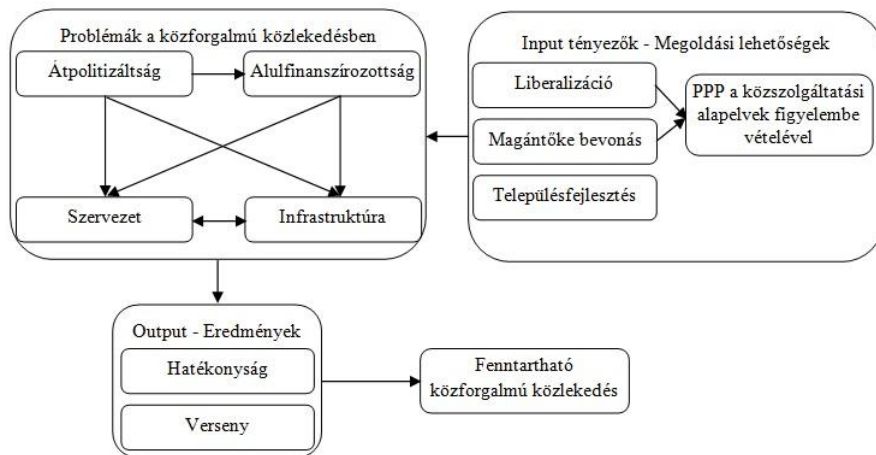 Problémák a közforgalmú közlekedésben
Átpolitizáltság
Alulfinanszírozottság
Szervezet
Infrastruktúra
Input tényezők - Megoldási lehetőségek
Liberalizáció
Magántőke bevonás
Településfejlesztés
PPP a közszolgáltatási
alapelvek figyelembe
vételével
Output - Eredmények
Hatékonyság
Verseny
Fenntartható
közforgalmú közlekedés